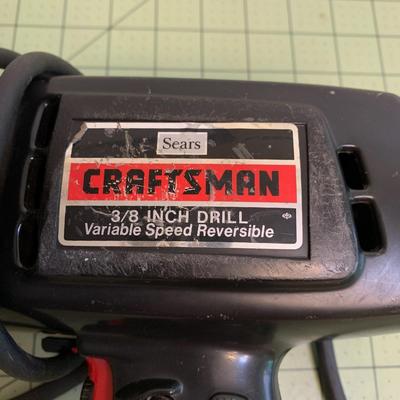 Sears
CRAFTSMAN
3/8 INCH DRILL
Variable Speed Reversible